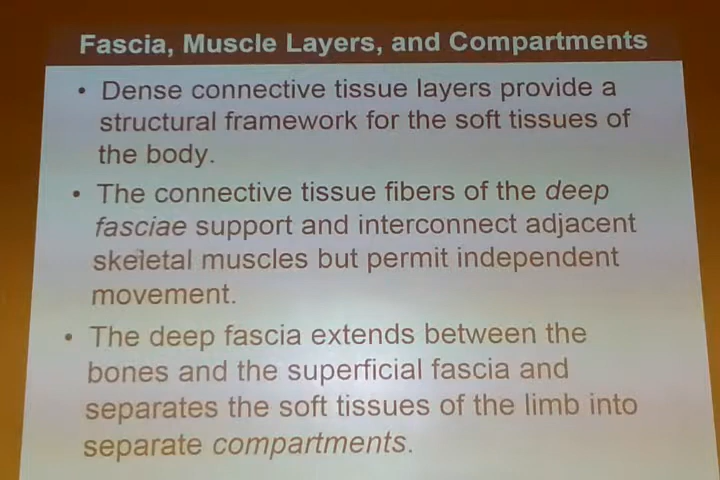 Fascia, Muscle Layers, and Compartments
• Dense connective tissue layers provide a
structural framework for the soft tissues of
the body.
• The connective tissue fibers of the deep
fasciae support and interconnect adjacent
skeletal muscles but permit independent
movement.
• The deep fascia extends between the
bones and the superficial fascia and
separates the soft tissues of the limb into
separate compartments.